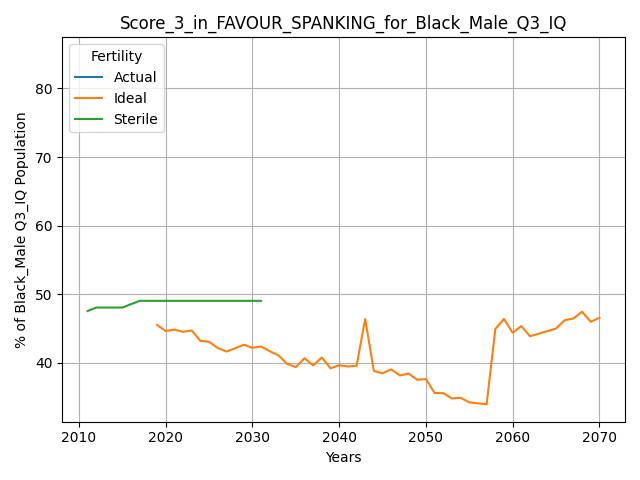 Score_3_in_FAVOUR_SPANKING_for_Black_Male_Q3_IQ
Fertility
Actual
Ideal
Sterile
% of Black_Male Q3_IQ Population
80
70
60
50
40
2010 2020 2030 2040 2050 2060 2070
Years